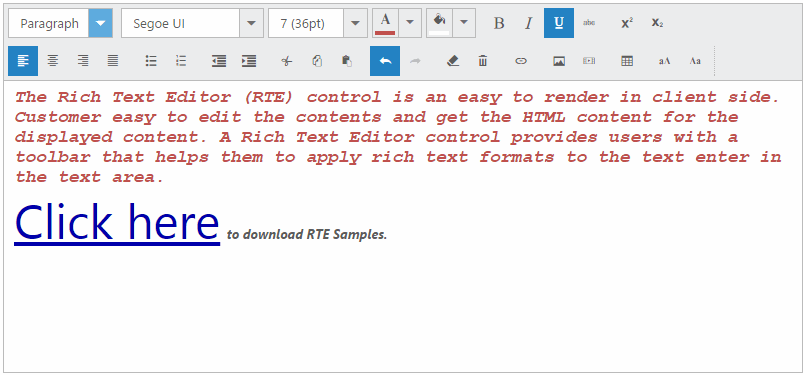 Paragraph Segoe UI 7 (36pt) A B I U abc x² x₂
aA Aa
The Rich Text Editor (RTE) control is an easy to render in client side.
Customer easy to edit the contents and get the HTML content for the
displayed content. A Rich Text Editor control provides users with a
toolbar that helps them to apply rich text formats to the text enter in
the text area.
Click here to download RTE Samples.